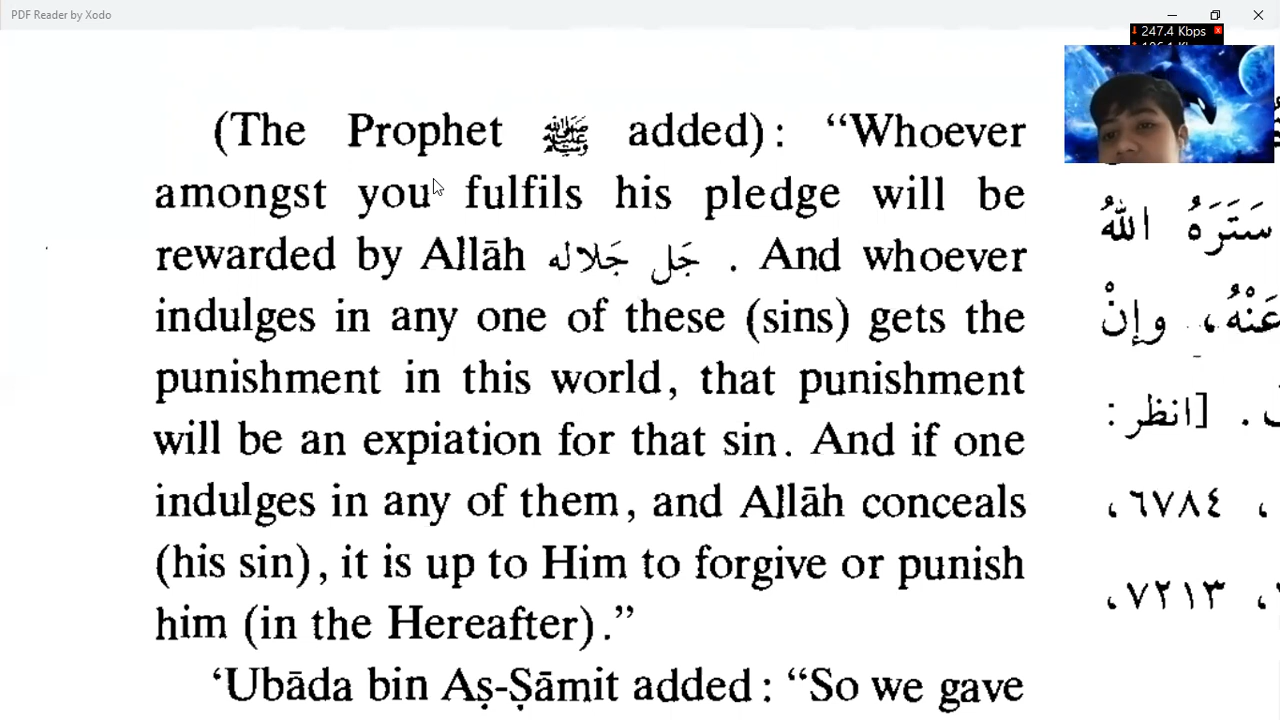 PDF Reader by Xodo
247.4 Kbps
(The Prophet ﷺ added): “Whoever
amongst you fulfils his pledge will be
rewarded by Allāh جَل جَلاله . And whoever
indulges in any one of these (sins) gets the
punishment in this world, that punishment
will be an expiation for that sin. And if one
indulges in any of them, and Allāh conceals
(his sin), it is up to Him to forgive or punish
him (in the Hereafter).”
‘Ubāda bin Aṣ-Ṣāmit added: “So we gave
سَتَرَهُ اللهُ
عَنْهُ، وإنْ
. [انظر:
، ٦٧٨٤،
، ٧٢١٣،